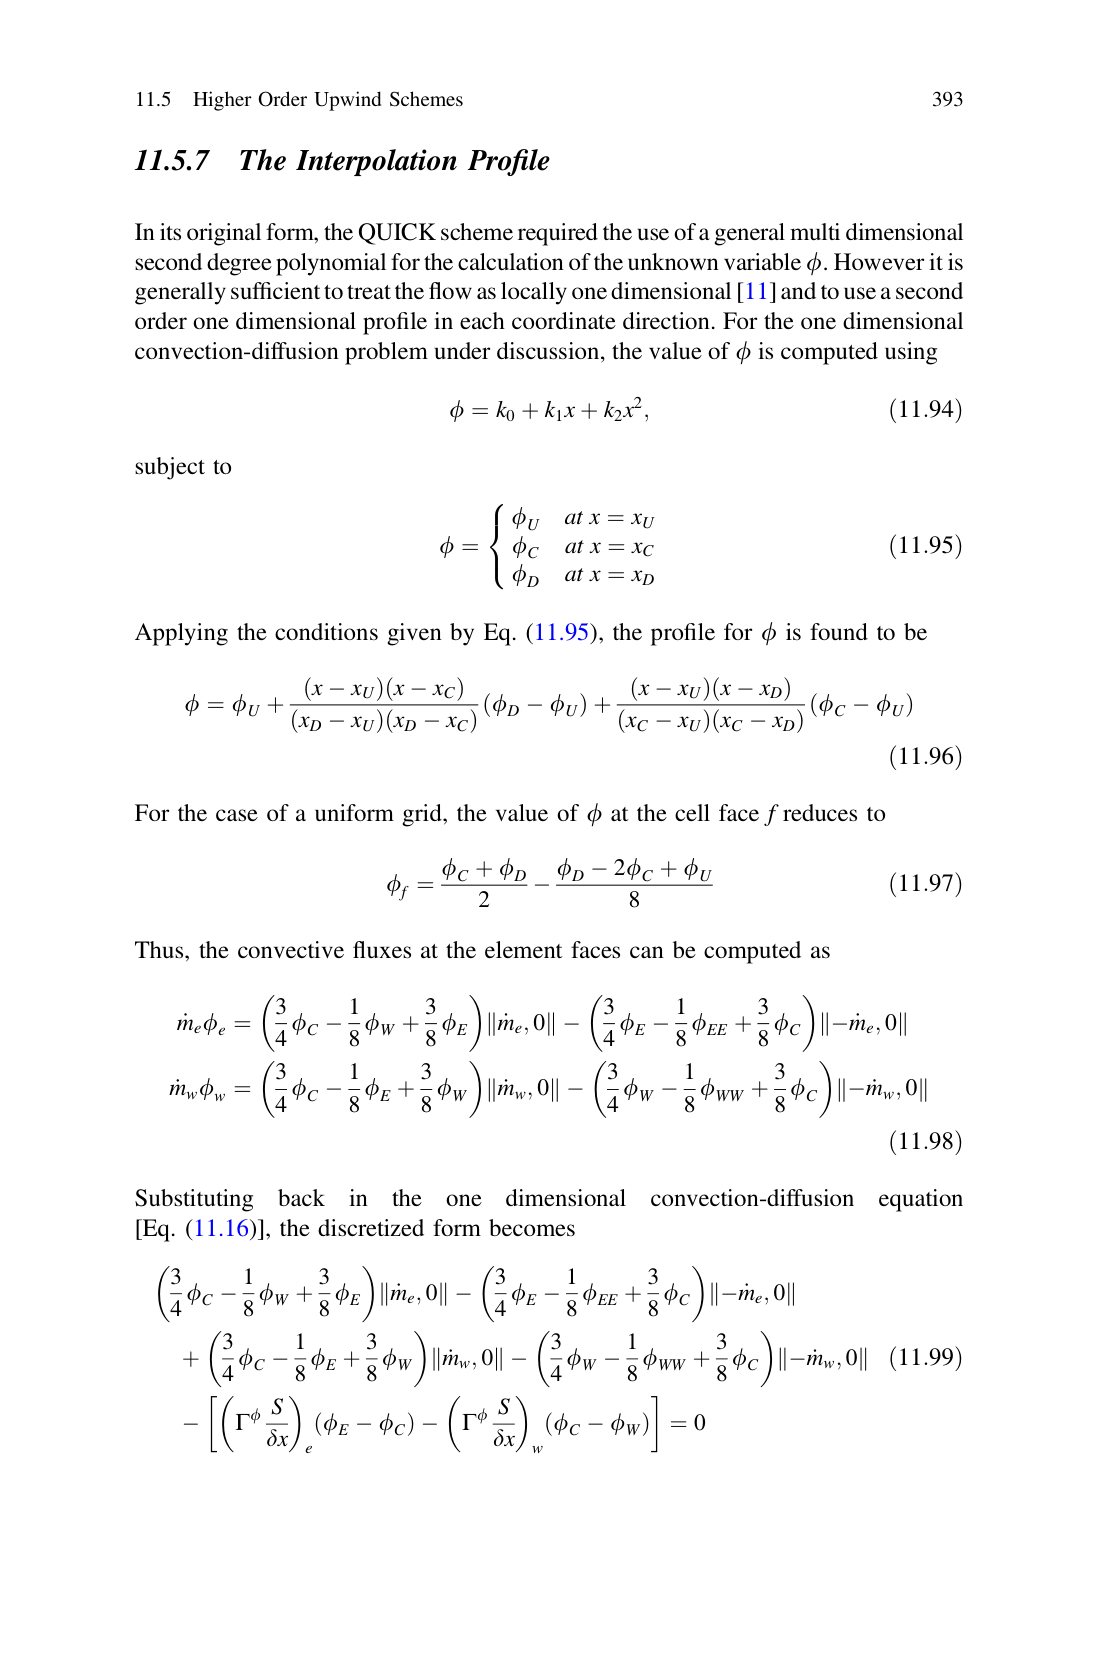 11.5 Higher Order Upwind Schemes 393
11.5.7 The Interpolation Profile
In its original form, the QUICK scheme required the use of a general multi dimensional
second degree polynomial for the calculation of the unknown variable ϕ. However it is
generally sufficient to treat the flow as locally one dimensional [11] and to use a second
order one dimensional profile in each coordinate direction. For the one dimensional
convection-diffusion problem under discussion, the value of ϕ is computed using
$\phi = k_0 + k_1 x + k_2 x^2,$ (11.94)
subject to
$\phi = \begin{cases} \phi_U & at\ x = x_U \\ \phi_C & at\ x = x_C \\ \phi_D & at\ x = x_D \end{cases}$ (11.95)
Applying the conditions given by Eq. (11.95), the profile for ϕ is found to be
$\phi = \phi_U + \frac{(x - x_U)(x - x_C)}{(x_D - x_U)(x_D - x_C)}(\phi_D - \phi_U) + \frac{(x - x_U)(x - x_D)}{(x_C - x_U)(x_C - x_D)}(\phi_C - \phi_U)$
(11.96)
For the case of a uniform grid, the value of ϕ at the cell face f reduces to
$\phi_f = \frac{\phi_C + \phi_D}{2} - \frac{\phi_D - 2\phi_C + \phi_U}{8}$ (11.97)
Thus, the convective fluxes at the element faces can be computed as
$\dot{m}_e \phi_e = \left(\frac{3}{4}\phi_C - \frac{1}{8}\phi_W + \frac{3}{8}\phi_E\right)\|\dot{m}_e, 0\| - \left(\frac{3}{4}\phi_E - \frac{1}{8}\phi_{EE} + \frac{3}{8}\phi_C\right)\|-\dot{m}_e, 0\|$
$\dot{m}_w \phi_w = \left(\frac{3}{4}\phi_C - \frac{1}{8}\phi_E + \frac{3}{8}\phi_W\right)\|\dot{m}_w, 0\| - \left(\frac{3}{4}\phi_W - \frac{1}{8}\phi_{WW} + \frac{3}{8}\phi_C\right)\|-\dot{m}_w, 0\|$
(11.98)
Substituting back in the one dimensional convection-diffusion equation
[Eq. (11.16)], the discretized form becomes
$\left(\frac{3}{4}\phi_C - \frac{1}{8}\phi_W + \frac{3}{8}\phi_E\right)\|\dot{m}_e, 0\| - \left(\frac{3}{4}\phi_E - \frac{1}{8}\phi_{EE} + \frac{3}{8}\phi_C\right)\|-\dot{m}_e, 0\|$
$+ \left(\frac{3}{4}\phi_C - \frac{1}{8}\phi_E + \frac{3}{8}\phi_W\right)\|\dot{m}_w, 0\| - \left(\frac{3}{4}\phi_W - \frac{1}{8}\phi_{WW} + \frac{3}{8}\phi_C\right)\|-\dot{m}_w, 0\|$ (11.99)
$- \left[\left(\Gamma^\phi \frac{S}{\delta x}\right)_e (\phi_E - \phi_C) - \left(\Gamma^\phi \frac{S}{\delta x}\right)_w (\phi_C - \phi_W)\right] = 0$